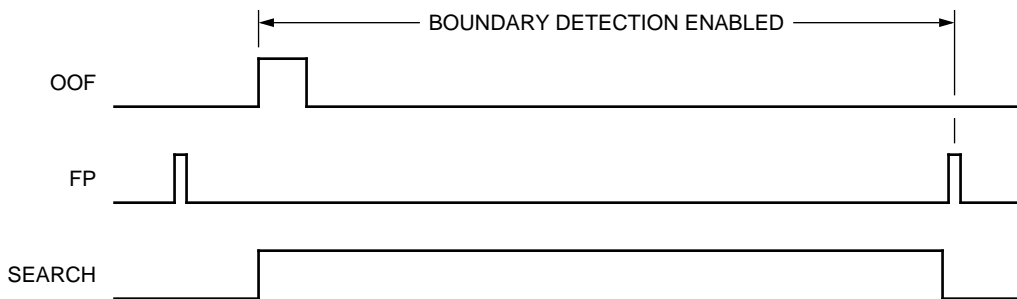 BOUNDARY DETECTION ENABLED
OOF
FP
SEARCH